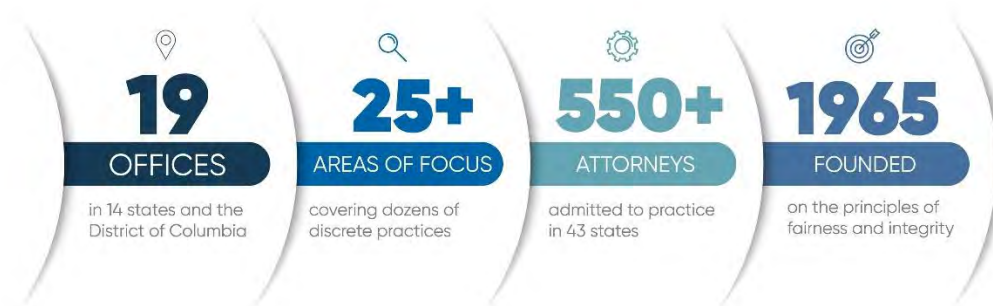 19
OFFICES
in 14 states and the
District of Columbia
25+
AREAS OF FOCUS
covering dozens of
discrete practices
550+
ATTORNEYS
admitted to practice
in 43 states
1965
FOUNDED
on the principles of
fairness and integrity